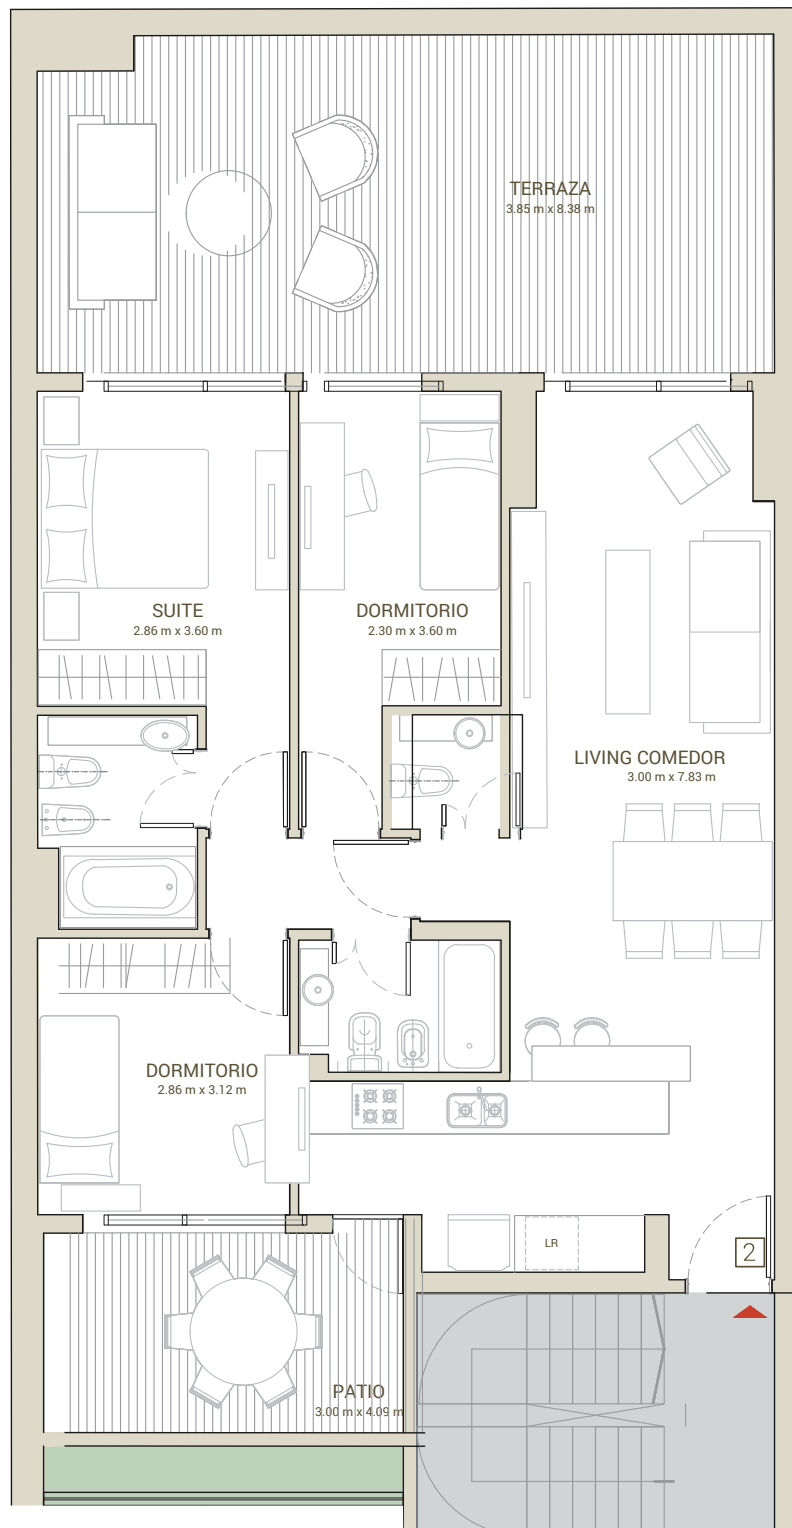 TERRAZA
3.85 m x 8.38 m
SUITE
2.86 m x 3.60 m
DORMITORIO
2.30 m x 3.60 m
LIVING COMEDOR
3.00 m x 7.83 m
DORMITORIO
2.86 m x 3.12 m
LR
2
PATIO
3.00 m x 4.09 m